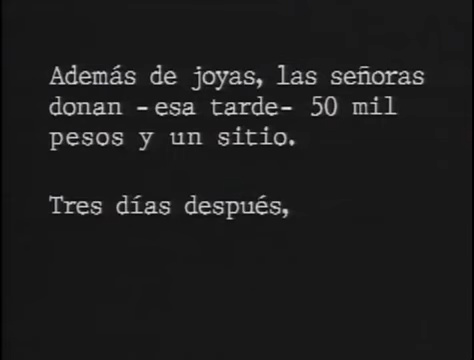 Además de joyas, las señoras
donan -esa tarde- 50 mil
pesos y un sitio.
Tres días después,